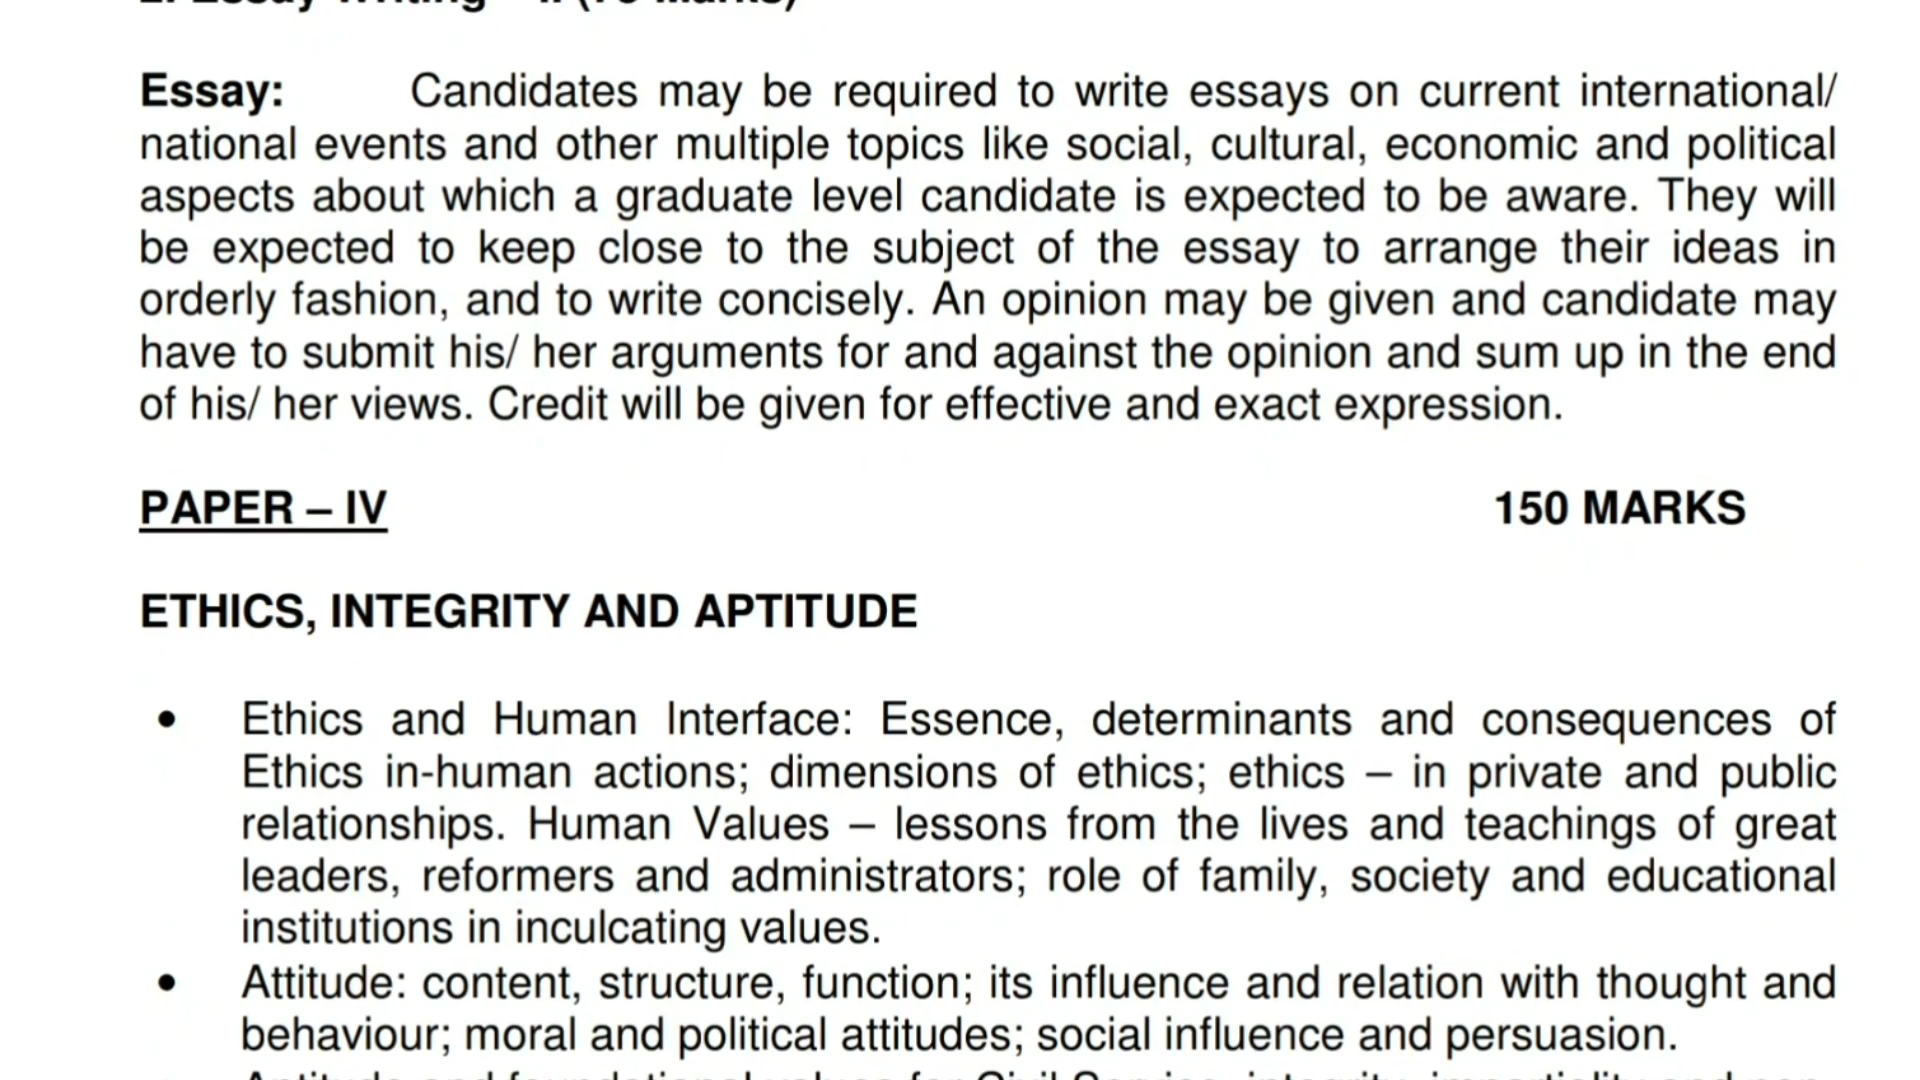 Essay: Candidates may be required to write essays on current international/
national events and other multiple topics like social, cultural, economic and political
aspects about which a graduate level candidate is expected to be aware. They will
be expected to keep close to the subject of the essay to arrange their ideas in
orderly fashion, and to write concisely. An opinion may be given and candidate may
have to submit his/ her arguments for and against the opinion and sum up in the end
of his/ her views. Credit will be given for effective and exact expression.
PAPER – IV 150 MARKS
ETHICS, INTEGRITY AND APTITUDE
• Ethics and Human Interface: Essence, determinants and consequences of
Ethics in-human actions; dimensions of ethics; ethics – in private and public
relationships. Human Values – lessons from the lives and teachings of great
leaders, reformers and administrators; role of family, society and educational
institutions in inculcating values.
• Attitude: content, structure, function; its influence and relation with thought and
behaviour; moral and political attitudes; social influence and persuasion.